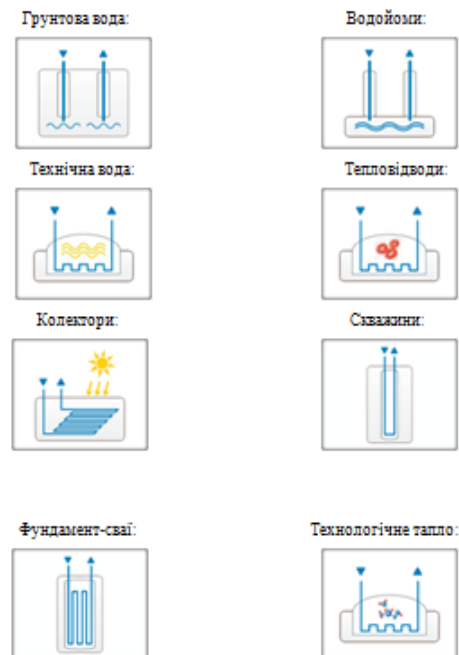 Грунтова вода:
Водойоми:
Технічна вода:
Тепловідводи:
Колектори:
Скважини:
Фундамент-сваї:
Технологічне тапло: